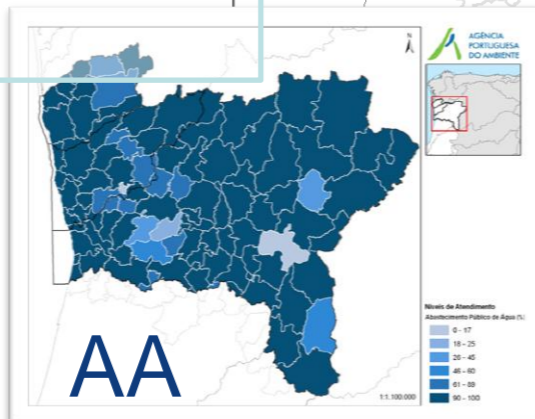 N
AGÊNCIA
PORTUGUESA
DO AMBIENTE
Níveis de Atendimento
Abastecimento Público de Água (%)
0 - 17
18 - 25
26 - 45
46 - 60
61 - 89
90 - 100
AA
1:1.100.000